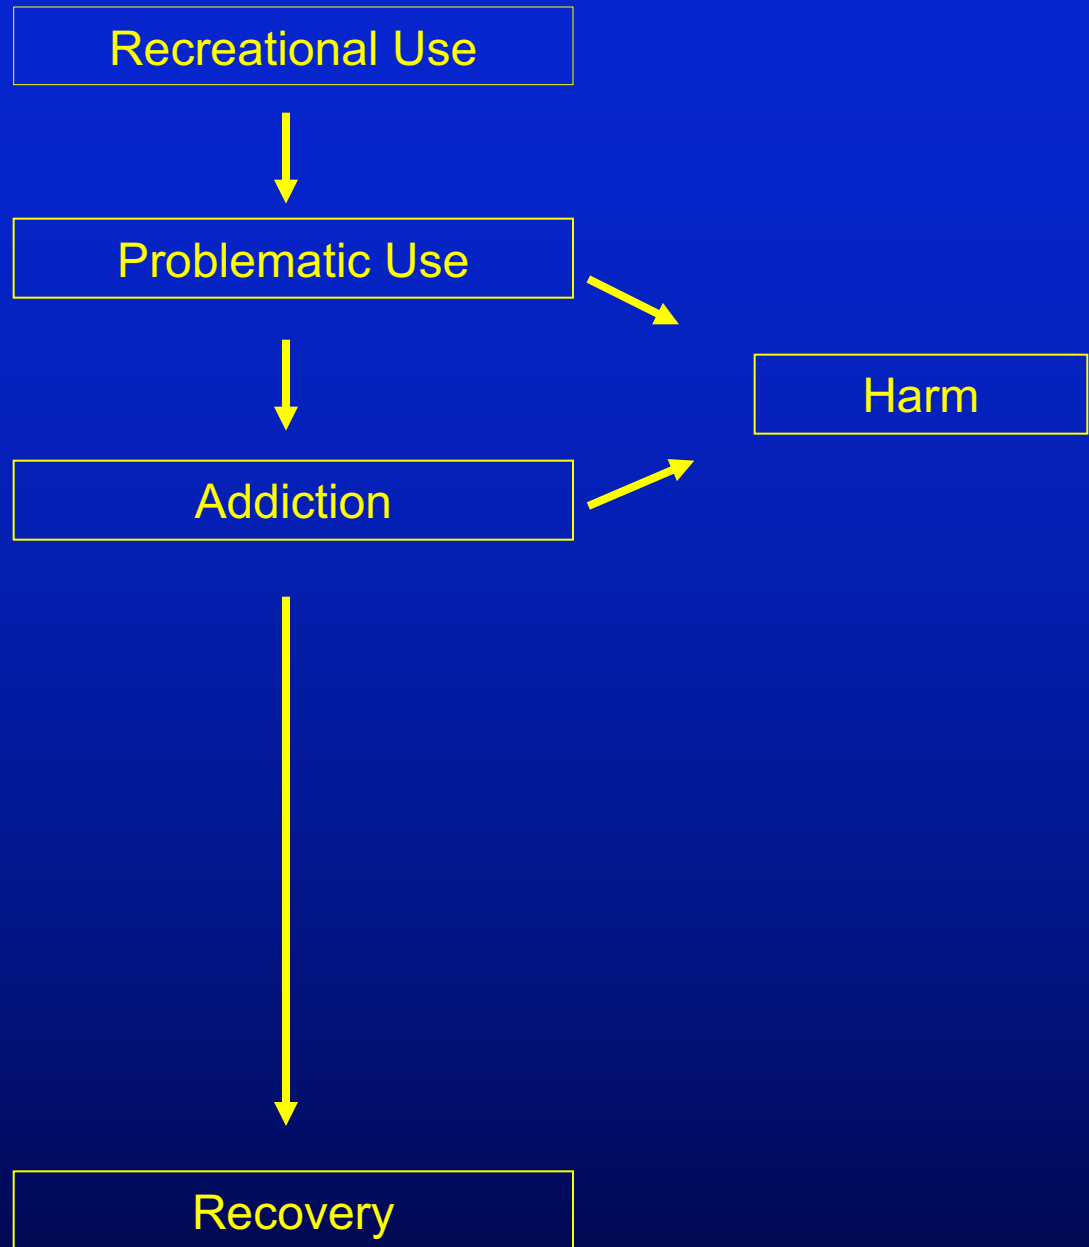 Recreational Use
Problematic Use
Harm
Addiction
Recovery